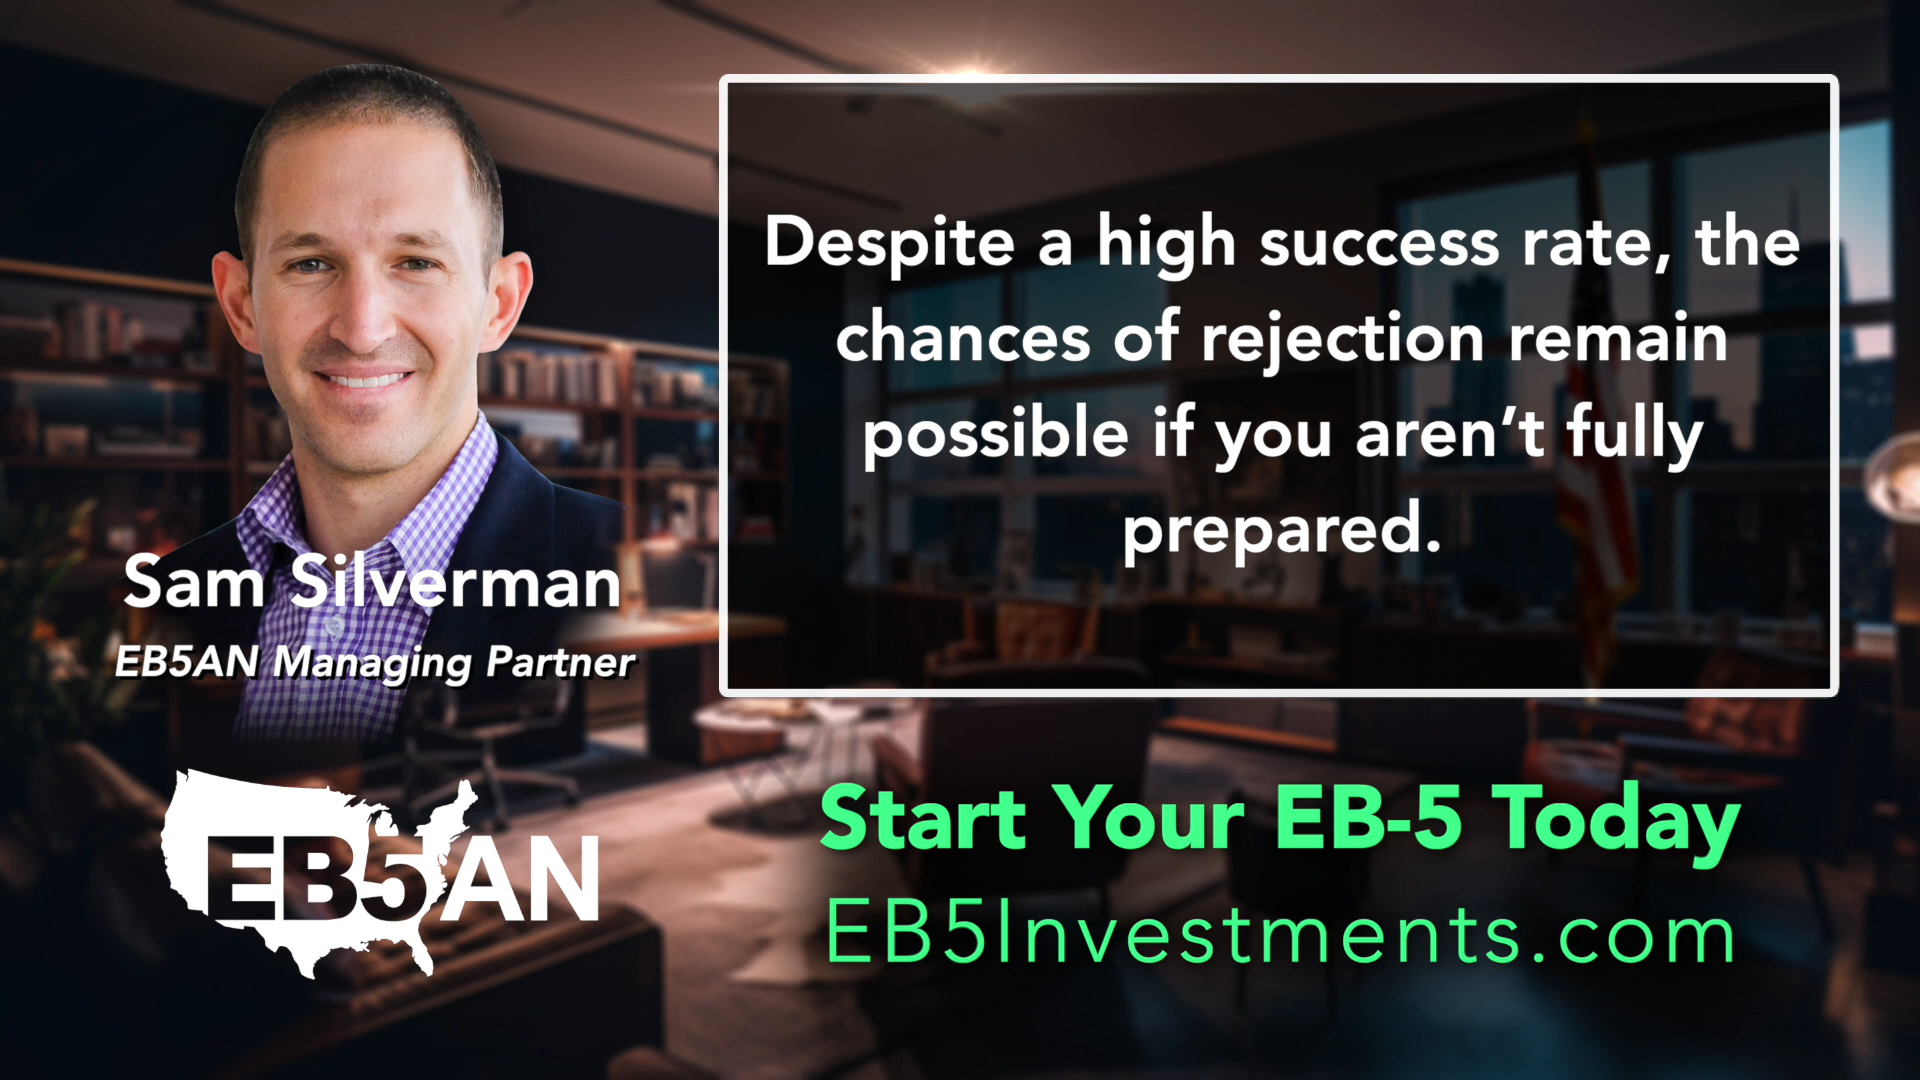 Sam Silverman
EB5AN Managing Partner
EB5AN
Despite a high success rate, the
chances of rejection remain
possible if you aren’t fully
prepared.
Start Your EB-5 Today
EB5Investments.com